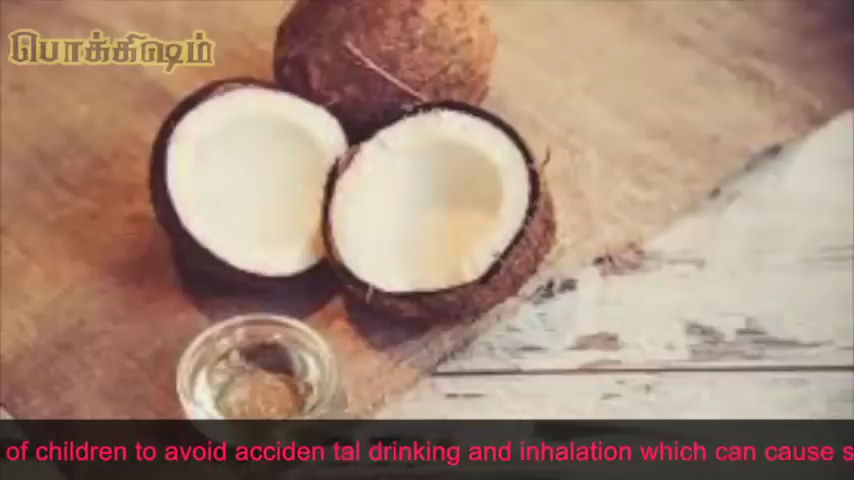 பொக்கிஷம்
of children to avoid acciden tal drinking and inhalation which can cause s